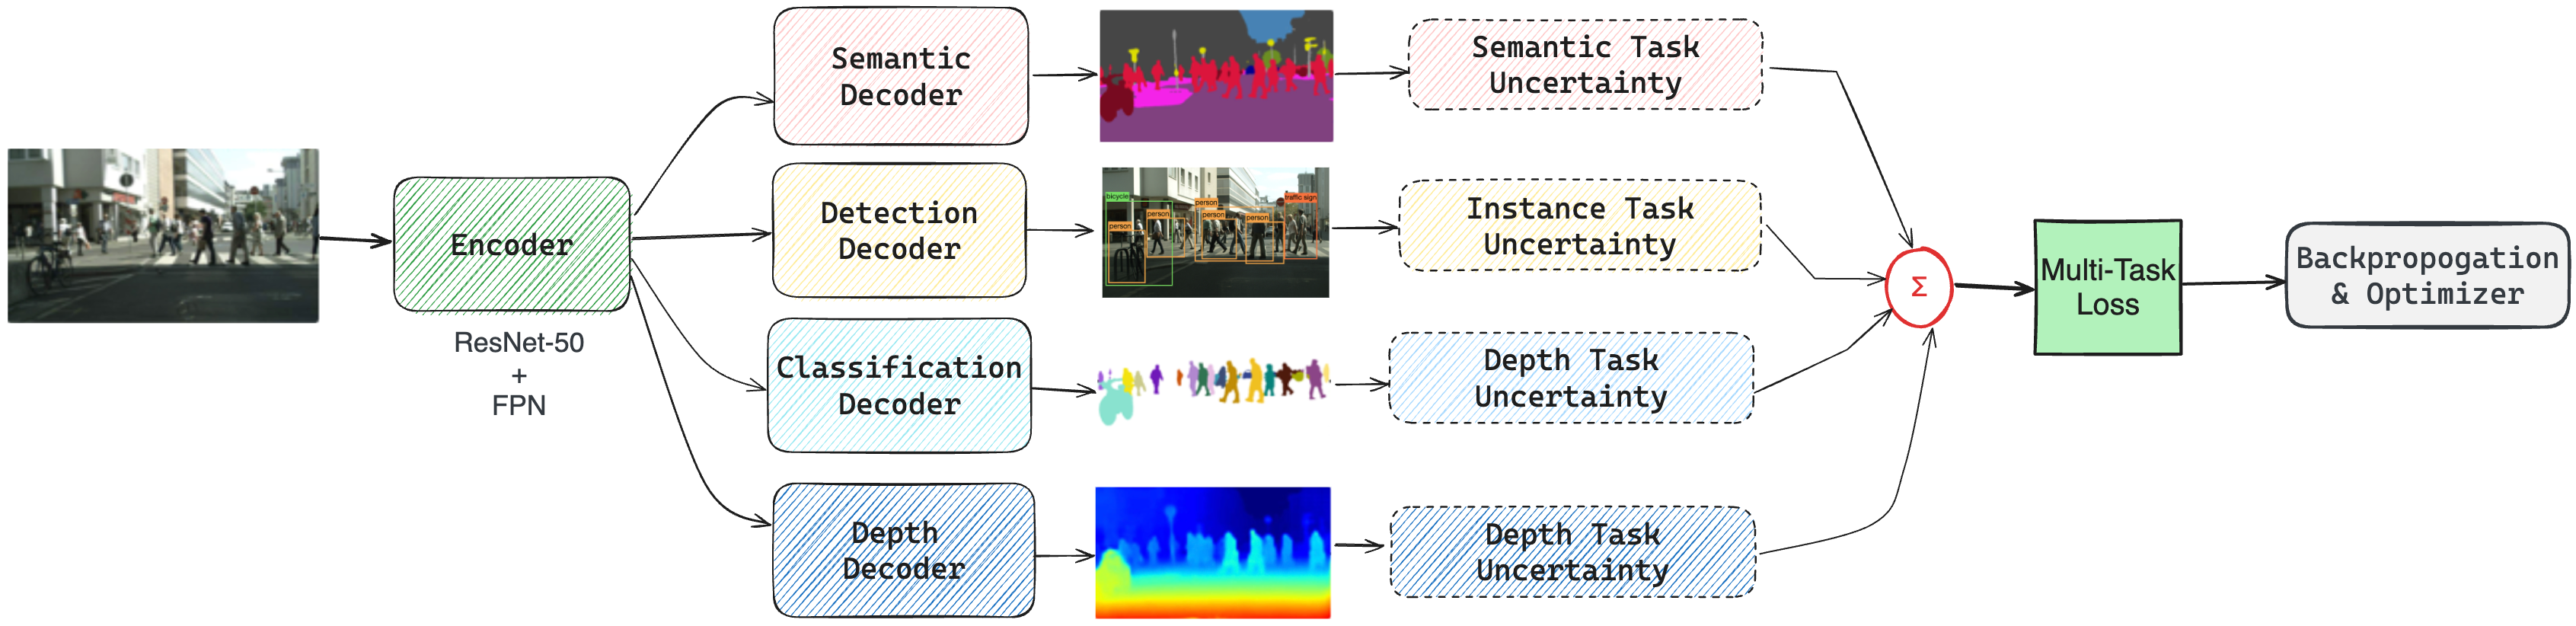 Semantic
Decoder
Semantic Task
Uncertainty
Encoder
ResNet-50
+
FPN
Detection
Decoder
bicycle
person
person
person
person
person
traffic sign
Instance Task
Uncertainty
Classification
Decoder
Depth Task
Uncertainty
Depth
Decoder
Depth Task
Uncertainty
Σ
Multi-Task
Loss
Backpropogation
& Optimizer